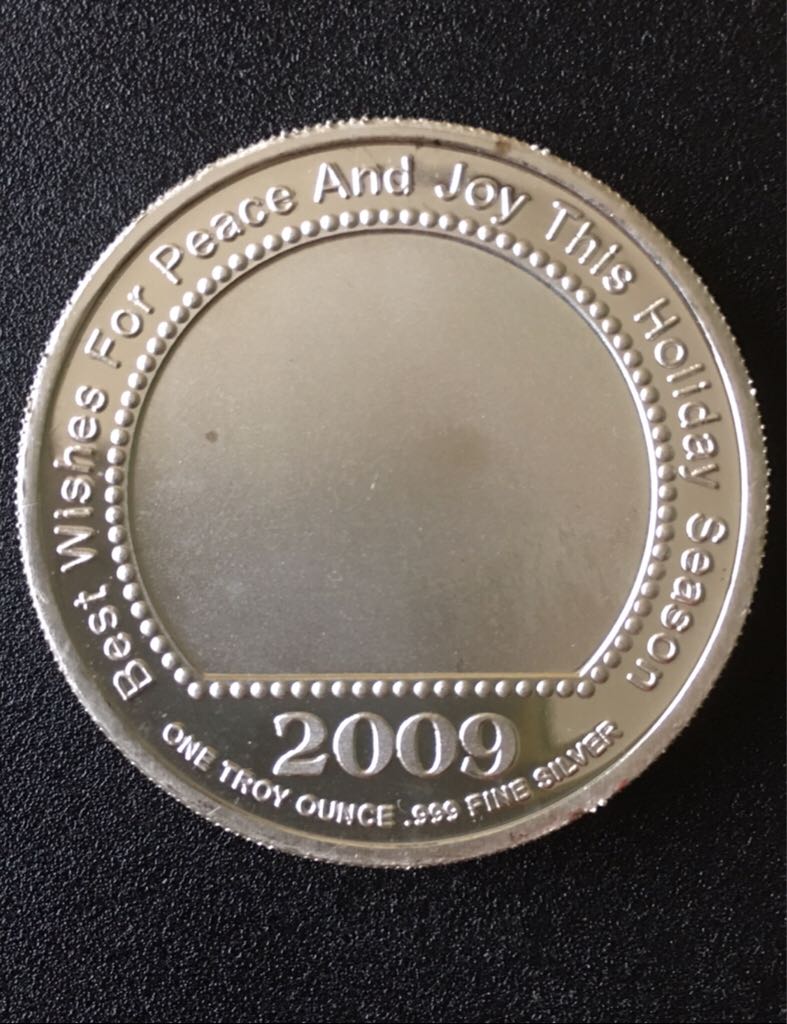 Best Wishes For Peace And Joy This Holiday Season
2009
ONE TROY OUNCE .999 FINE SILVER